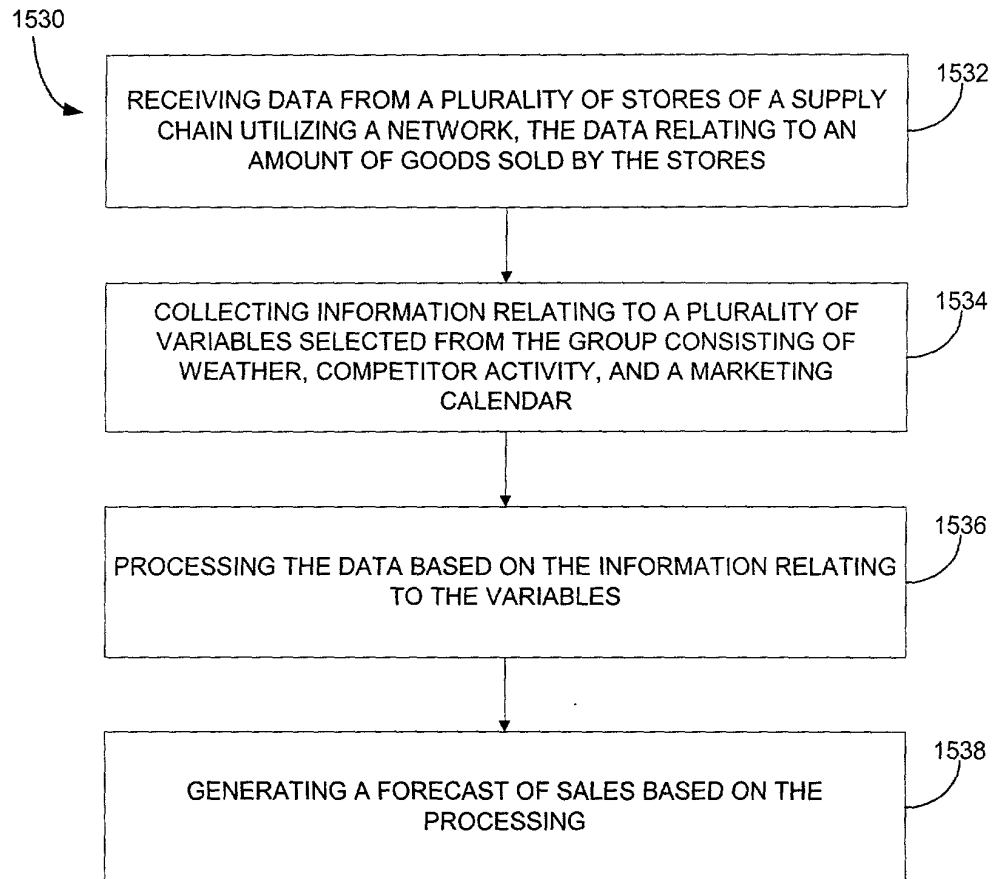 1530
1532
RECEIVING DATA FROM A PLURALITY OF STORES OF A SUPPLY
CHAIN UTILIZING A NETWORK, THE DATA RELATING TO AN
AMOUNT OF GOODS SOLD BY THE STORES
1534
COLLECTING INFORMATION RELATING TO A PLURALITY OF
VARIABLES SELECTED FROM THE GROUP CONSISTING OF
WEATHER, COMPETITOR ACTIVITY, AND A MARKETING
CALENDAR
1536
PROCESSING THE DATA BASED ON THE INFORMATION RELATING
TO THE VARIABLES
1538
GENERATING A FORECAST OF SALES BASED ON THE
PROCESSING